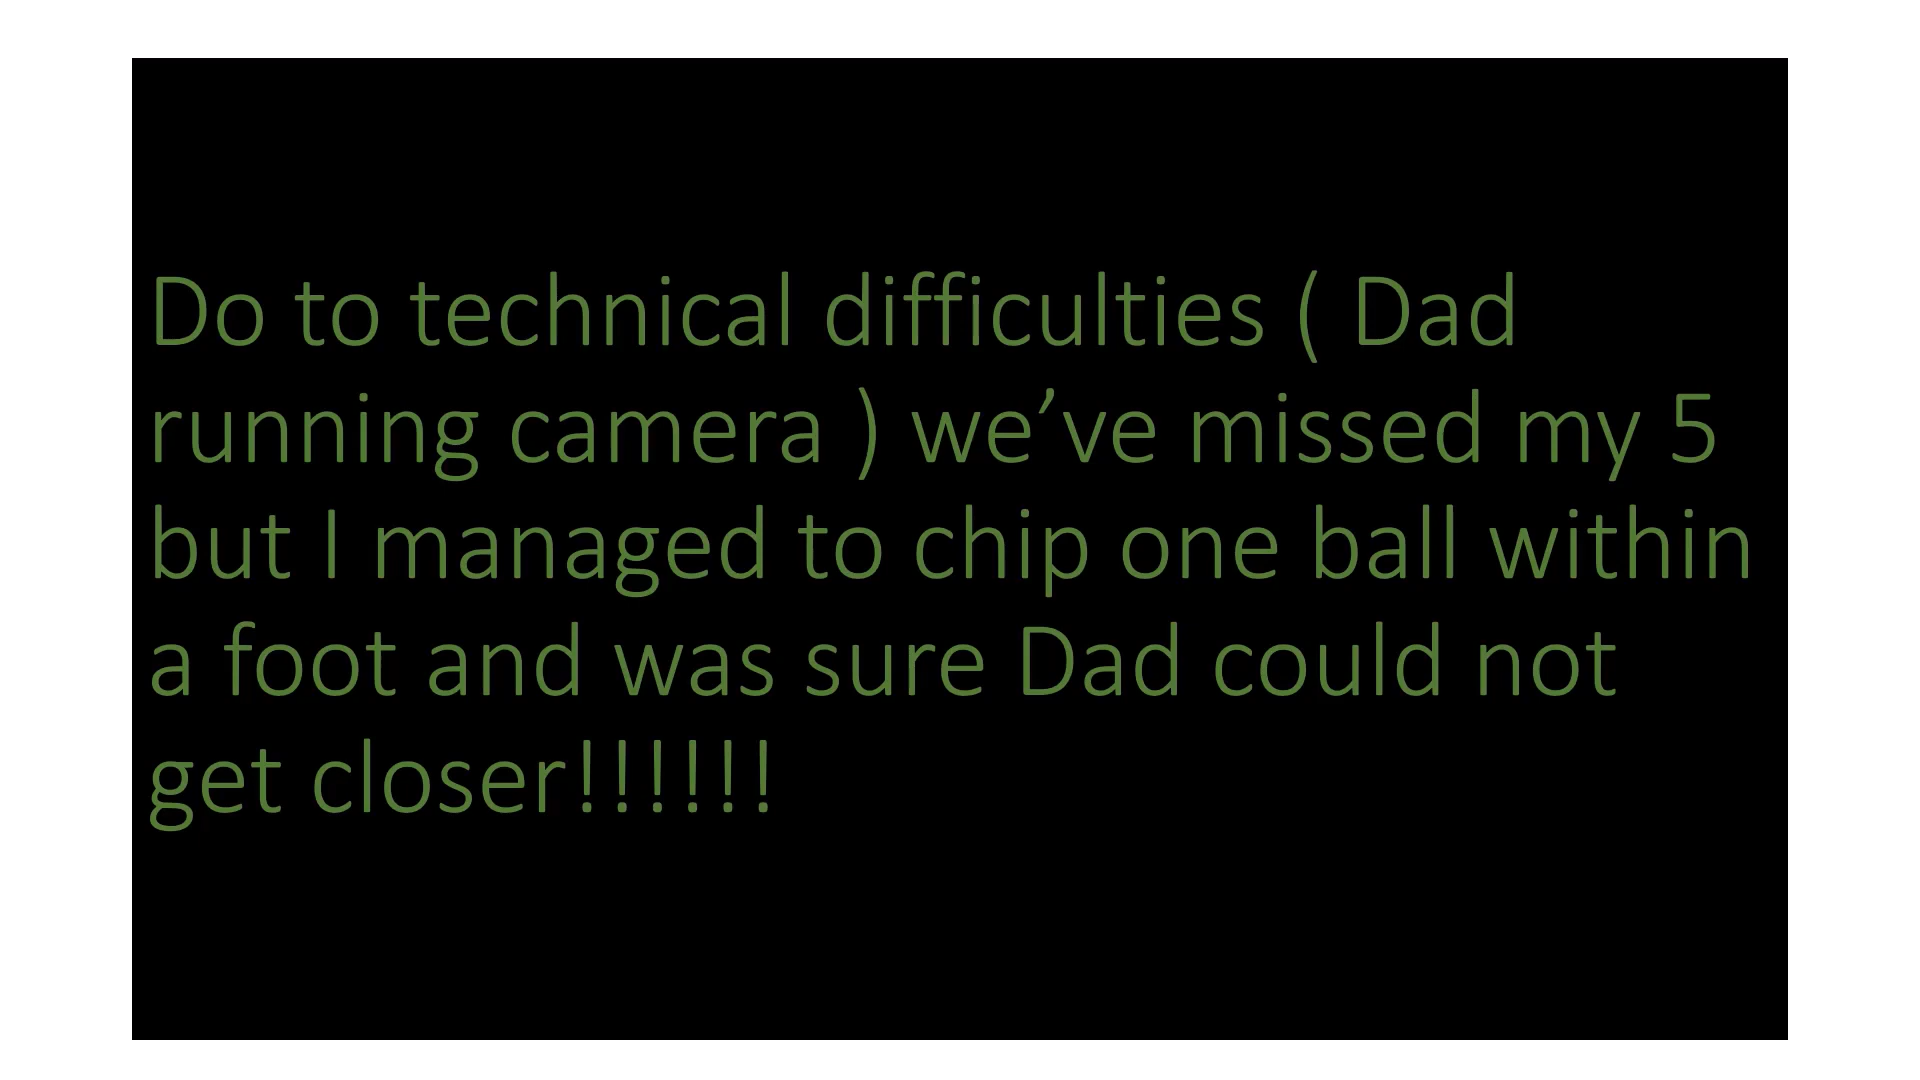 Do to technical difficulties ( Dad
running camera ) we’ve missed my 5
but I managed to chip one ball within
a foot and was sure Dad could not
get closer!!!!!!